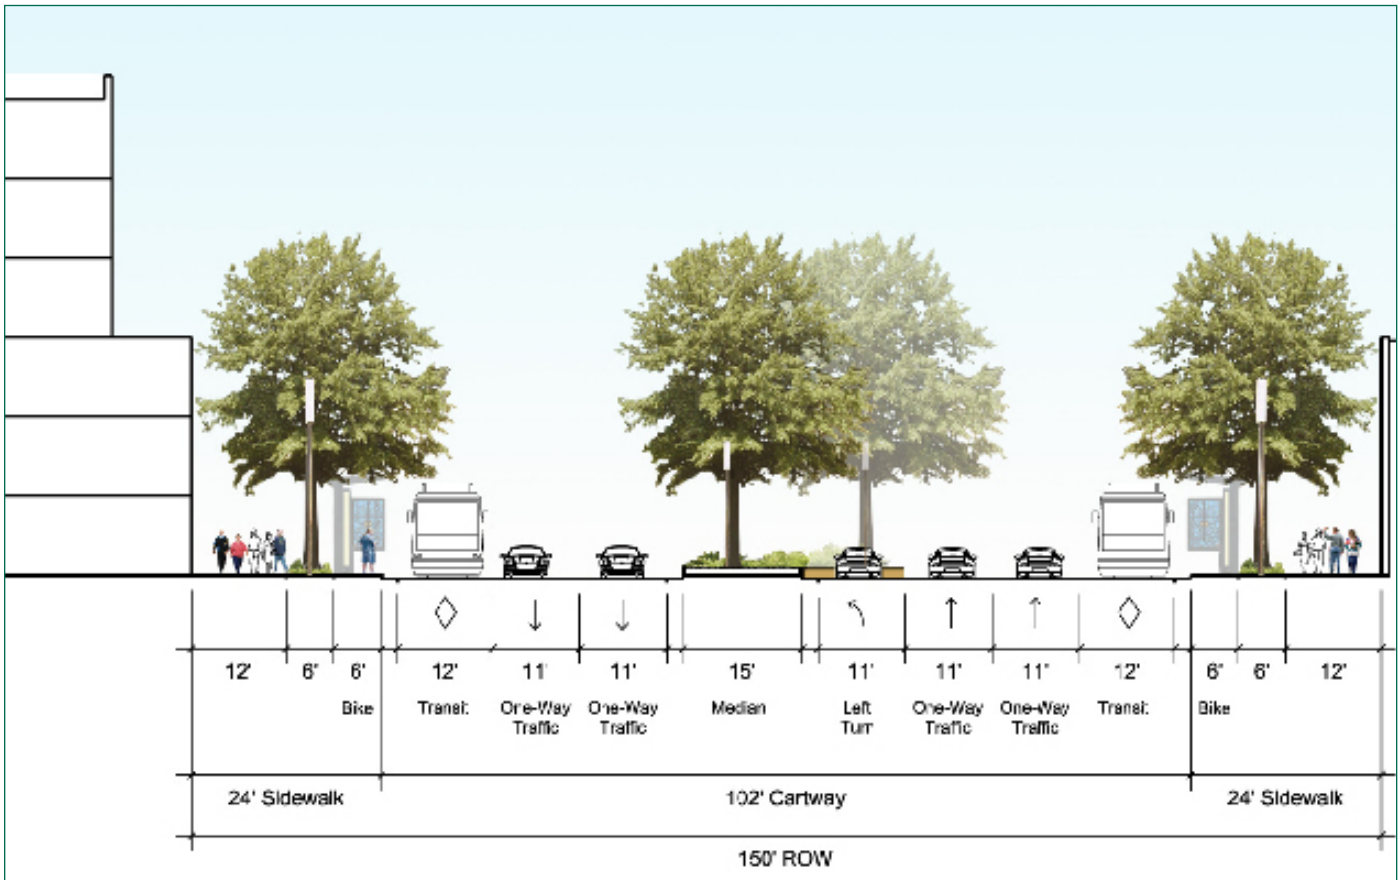 12' 6' 6' 12' 11' 11' 15' 11' 11' 11' 12' 6' 6' 12'
Bike Transit One-Way One-Way Median Left One-Way One-Way Transit Bike
Traffic Traffic Turn Traffic Traffic
24' Sidewalk 102' Cartway 24' Sidewalk
150' ROW